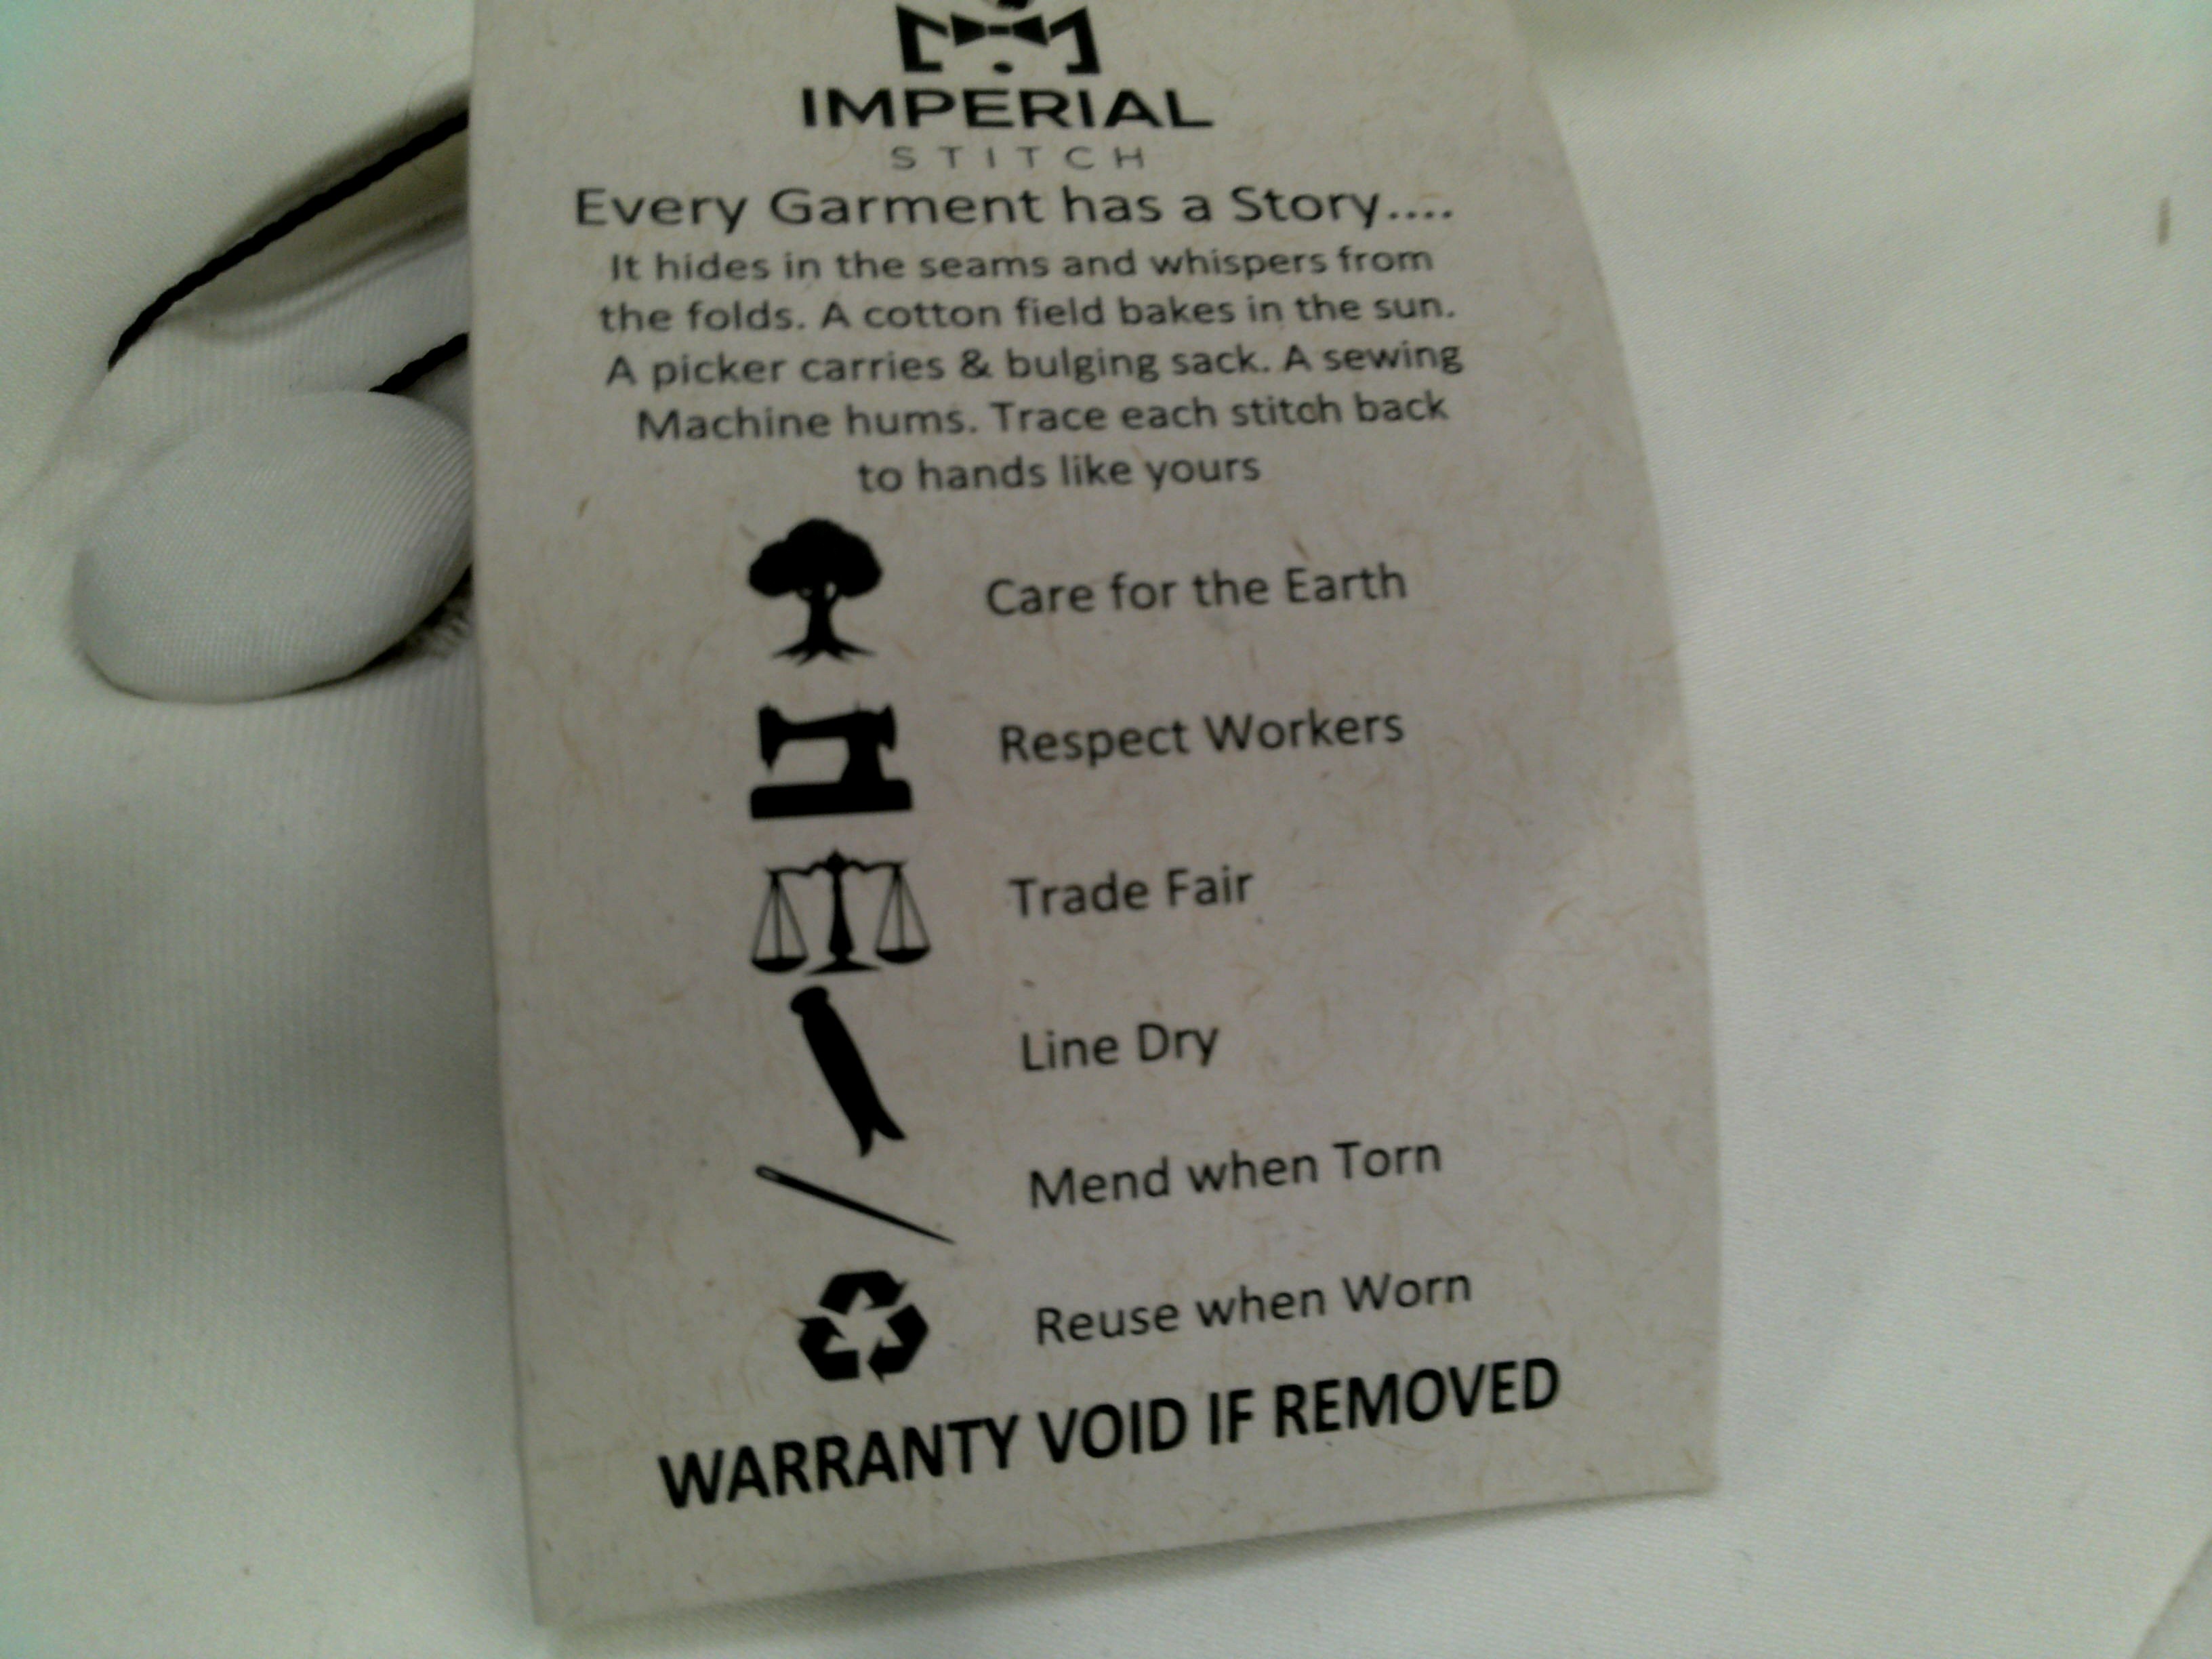 IMPERIAL
STITCH
Every Garment has a Story....
It hides in the seams and whispers from
the folds. A cotton field bakes in the sun.
A picker carries & bulging sack. A sewing
Machine hums. Trace each stitch back
to hands like yours
Care for the Earth
Respect Workers
Trade Fair
Line Dry
Mend when Torn
Reuse when Worn
WARRANTY VOID IF REMOVED